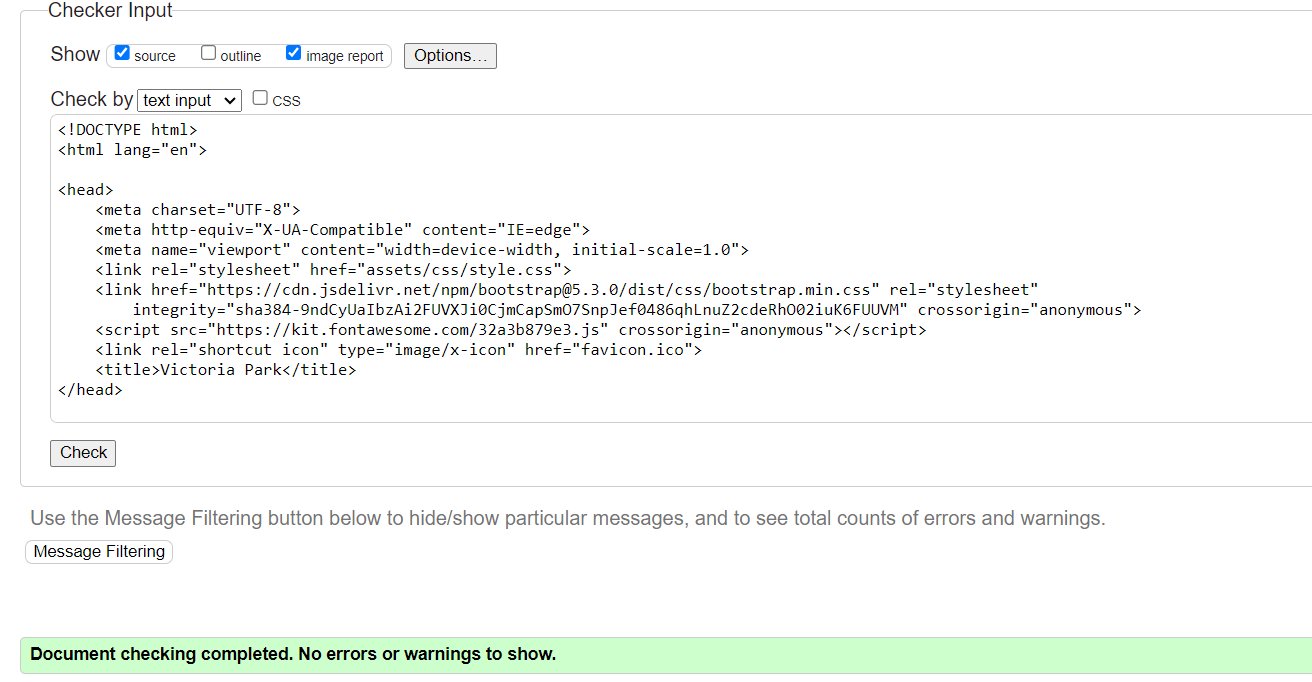 Checker Input
Show source outline image report Options...
Check by text input CSS
<!DOCTYPE html>
<html lang="en">
<head>
<meta charset="UTF-8">
<meta http-equiv="X-UA-Compatible" content="IE=edge">
<meta name="viewport" content="width=device-width, initial-scale=1.0">
<link rel="stylesheet" href="assets/css/style.css">
<link href="https://cdn.jsdelivr.net/npm/bootstrap@5.3.0/dist/css/bootstrap.min.css" rel="stylesheet"
integrity="sha384-9ndCyUaIbzAi2FUVXJi0CjmCapSmO7SnpJef0486qhLnuZ2cdeRhO02iuK6FUUVM" crossorigin="anonymous">
<script src="https://kit.fontawesome.com/32a3b879e3.js" crossorigin="anonymous"></script>
<link rel="shortcut icon" type="image/x-icon" href="favicon.ico">
<title>Victoria Park</title>
</head>
Check
Use the Message Filtering button below to hide/show particular messages, and to see total counts of errors and warnings.
Message Filtering
Document checking completed. No errors or warnings to show.